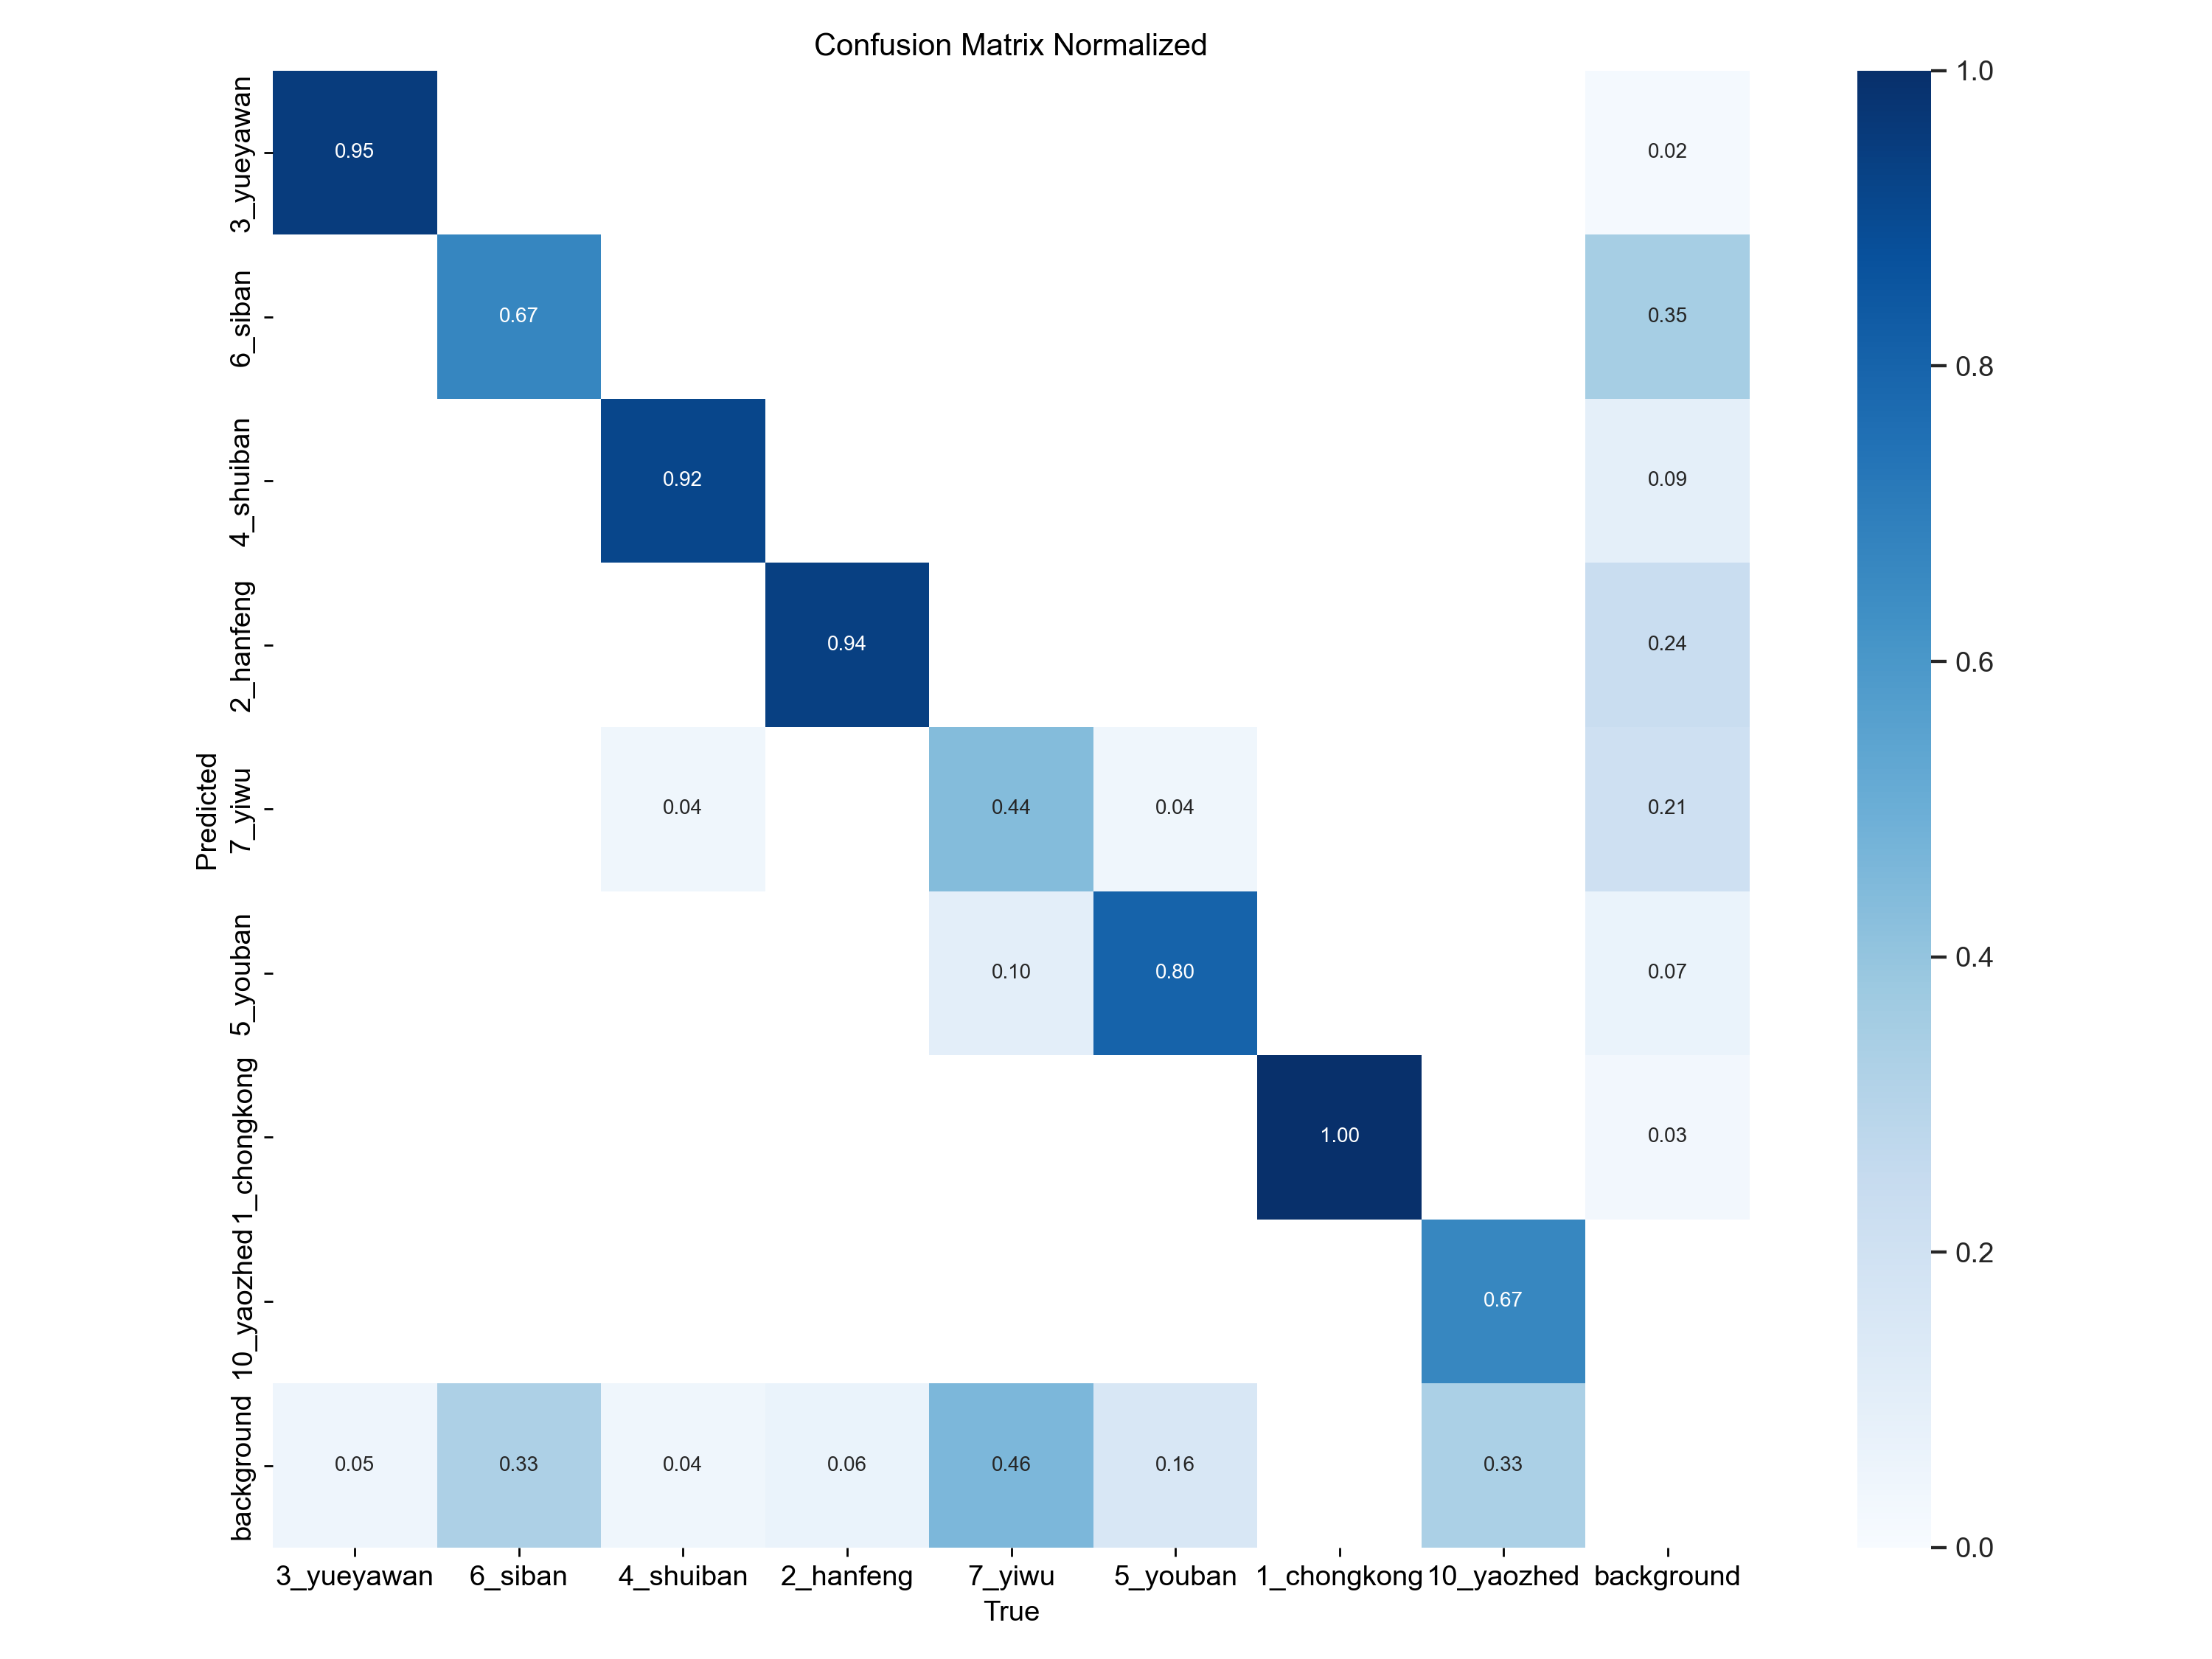 Confusion Matrix Normalized
1.0
3_yueyawan
0.95
0.02
6_siban
0.67
0.35
0.8
4_shuiban
0.92
0.09
2_hanfeng
0.94
0.24
0.6
Predicted
7_yiwu
0.04
0.44
0.04
0.21
5_youban
0.10
0.80
0.07
0.4
1_chongkong
1.00
0.03
10_yaozhed
0.67
0.2
background
0.05
0.33
0.04
0.06
0.46
0.16
0.33
0.0
3_yueyawan
6_siban
4_shuiban
2_hanfeng
7_yiwu
5_youban
1_chongkong
10_yaozhed
background
True